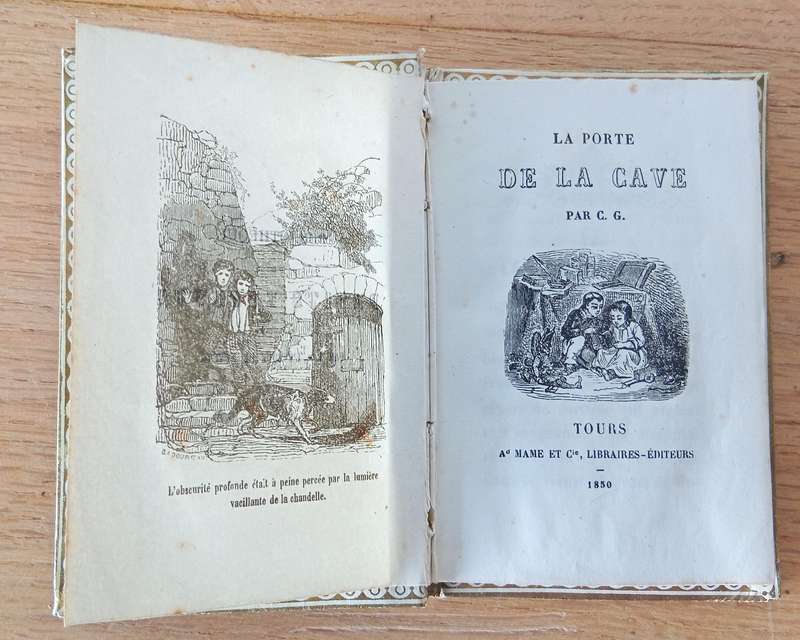 L'obscurité profonde était à peine percée par la lumière
vacillante de la chandelle.
LA PORTE
DE LA CAVE
PAR C. G.
TOURS
Ad MAME ET Cie, LIBRAIRES-ÉDITEURS
1850